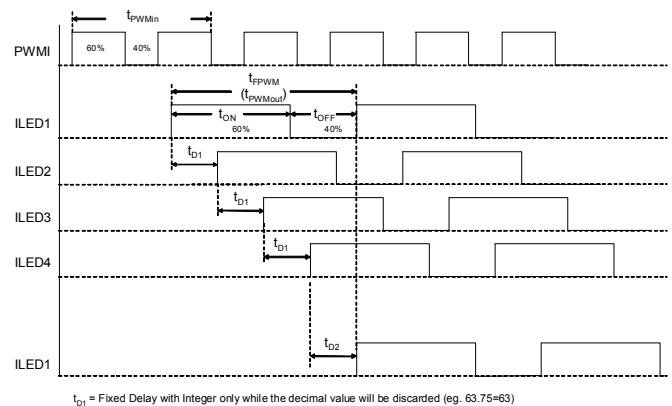 tPWMin
PWMI
60%
40%
tFPWM
(tPWMout)
tON
tOFF
ILED1
60%
40%
ILED2
tD1
ILED3
tD1
ILED4
tD1
ILED1
tD2
tD1 = Fixed Delay with Integer only while the decimal value will be discarded (eg. 63.75=63)